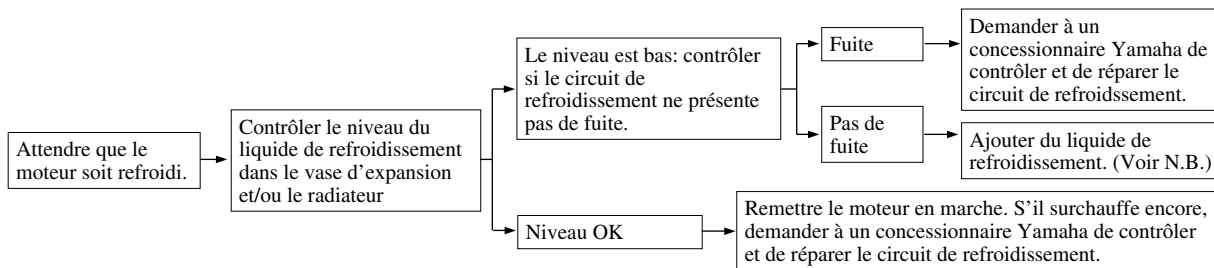 Attendre que le
moteur soit refroidi.
Contrôler le niveau du
liquide de refroidissement
dans le vase d'expansion
et/ou le radiateur
Le niveau est bas: contrôler
si le circuit de
refroidissement ne présente
pas de fuite.
Fuite
Demander à un
concessionnaire Yamaha de
contrôler et de réparer le
circuit de refroidssement.
Pas de
fuite
Ajouter du liquide de
refroidissement. (Voir N.B.)
Niveau OK
Remettre le moteur en marche. S'il surchauffe encore,
demander à un concessionnaire Yamaha de contrôler
et de réparer le circuit de refroidissement.